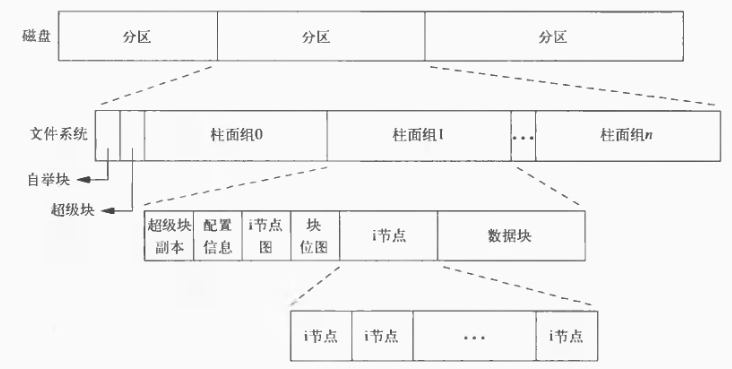 磁盘
分区
分区
分区
文件系统
柱面组0
柱面组1
...
柱面组n
自举块
超级块
超级块
副本
配置
信息
i节点
图
块
位图
i节点
数据块
i节点
i节点
...
i节点